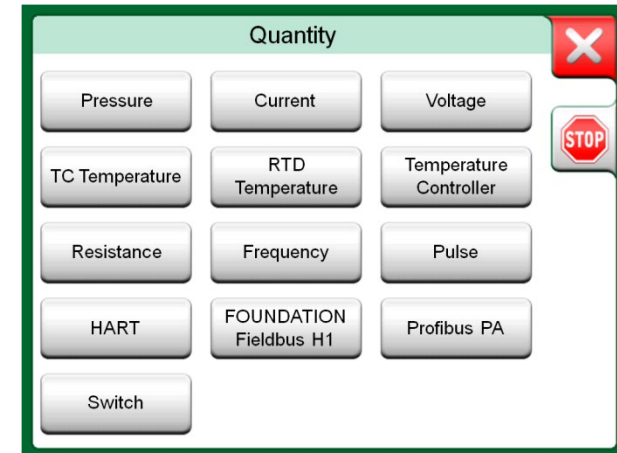 Quantity
Pressure
Current
Voltage
STOP
TC Temperature
RTD
Temperature
Temperature
Controller
Resistance
Frequency
Pulse
HART
FOUNDATION
Fieldbus H1
Profibus PA
Switch